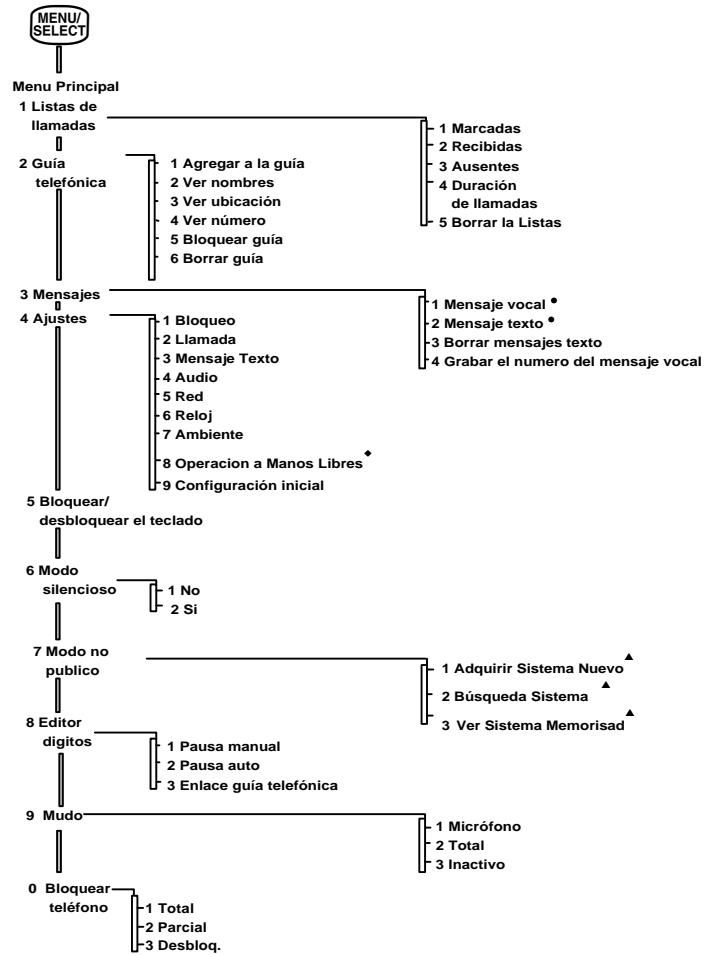 MENU/
SELECT
Menu Principal
1 Listas de
llamadas
1 Marcadas
2 Recibidas
3 Ausentes
4 Duración
de llamadas
5 Borrar la Listas
2 Guía
telefónica
1 Agregar a la guía
2 Ver nombres
3 Ver ubicación
4 Ver número
5 Bloquear guía
6 Borrar guía
3 Mensajes
1 Mensaje vocal •
2 Mensaje texto •
3 Borrar mensajes texto
4 Grabar el numero del mensaje vocal
4 Ajustes
1 Bloqueo
2 Llamada
3 Mensaje Texto
4 Audio
5 Red
6 Reloj
7 Ambiente
8 Operacion a Manos Libres ◆
9 Configuración inicial
5 Bloquear/
desbloquear el teclado
6 Modo
silencioso
1 No
2 Si
7 Modo no
publico
1 Adquirir Sistema Nuevo ▲
2 Búsqueda Sistema ▲
3 Ver Sistema Memorisad ▲
8 Editor
digitos
1 Pausa manual
2 Pausa auto
3 Enlace guía telefónica
9 Mudo
1 Micrófono
2 Total
3 Inactivo
0 Bloquear
teléfono
1 Total
2 Parcial
3 Desbloq.